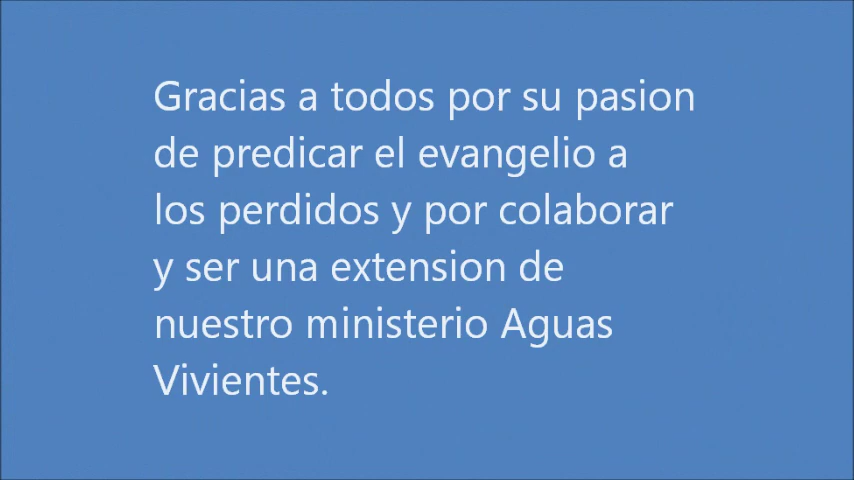 Gracias a todos por su pasion
de predicar el evangelio a
los perdidos y por colaborar
y ser una extension de
nuestro ministerio Aguas
Vivientes.